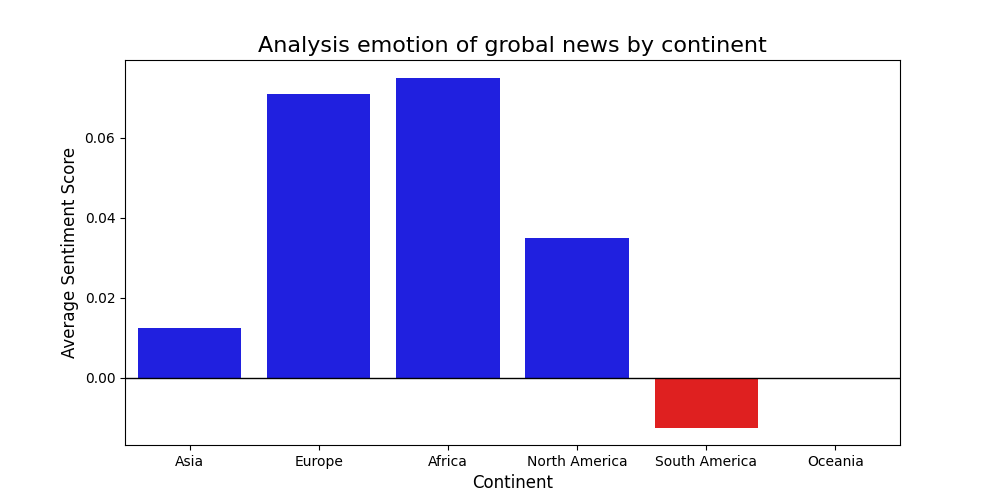 Analysis emotion of grobal news by continent
Average Sentiment Score
0.06
0.04
0.02
0.00
Asia
Europe
Africa
North America
South America
Oceania
Continent